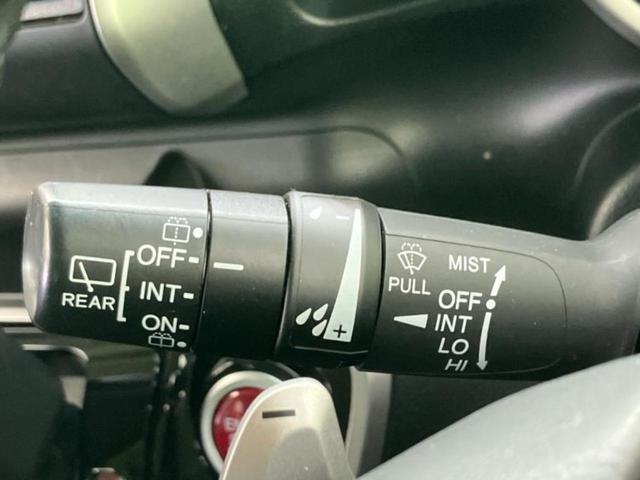 REAR
OFF
INT
ON
-
+
PULL
MIST
OFF
INT
LO
HI